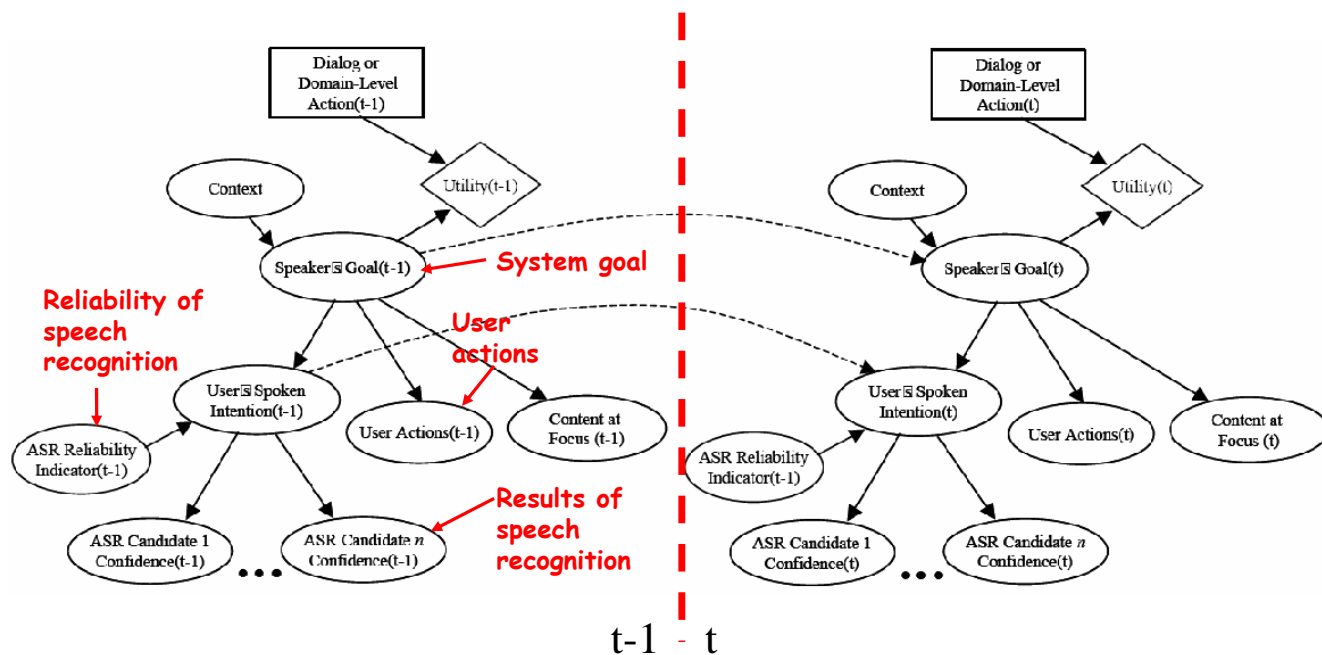 Dialog or
Domain-Level
Action(t-1)
Context
Utility(t-1)
Speaker Goal(t-1)
System goal
Reliability of
speech
recognition
User
actions
User Spoken
Intention(t-1)
ASR Reliability
Indicator(t-1)
User Actions(t-1)
Content at
Focus (t-1)
ASR Candidate 1
Confidence(t-1)
...
ASR Candidate n
Confidence(t-1)
Results of
speech
recognition
Dialog or
Domain-Level
Action(t)
Context
Utility(t)
Speaker Goal(t)
User Spoken
Intention(t)
ASR Reliability
Indicator(t-1)
User Actions(t)
Content at
Focus (t)
ASR Candidate 1
Confidence(t)
...
ASR Candidate n
Confidence(t)
t-1 - t